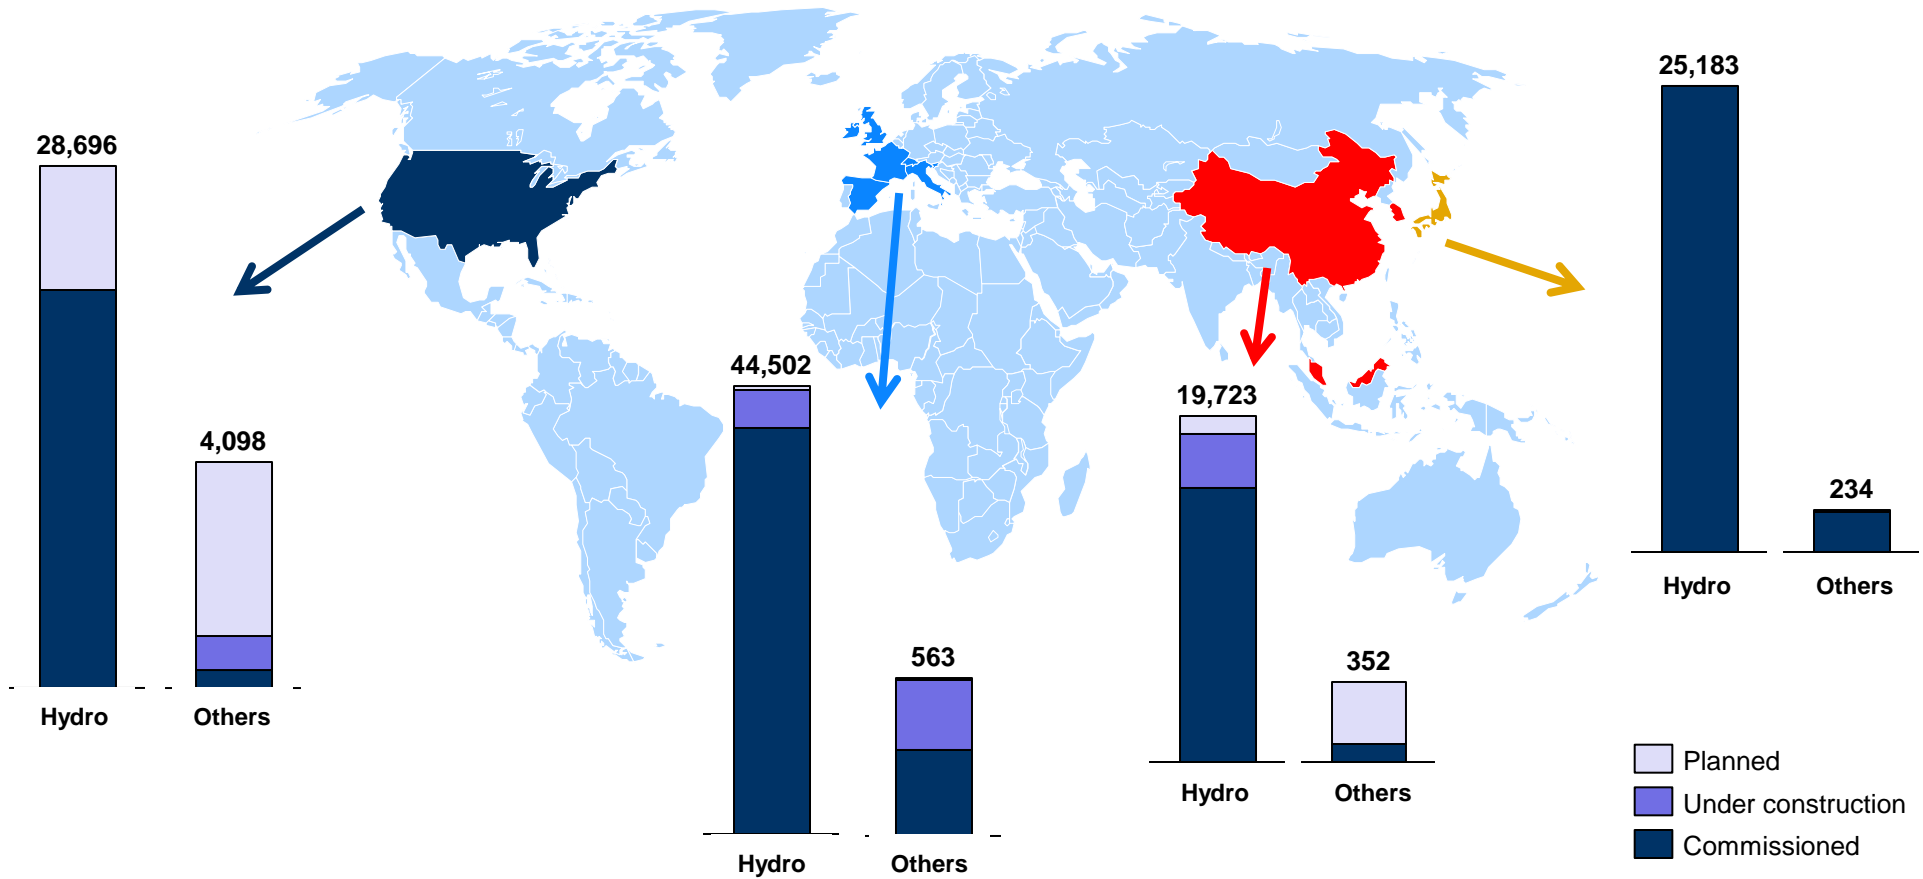 28,696
4,098
Hydro
Others
44,502
563
Hydro
Others
19,723
352
Hydro
Others
25,183
234
Hydro
Others
Planned
Under construction
Commissioned